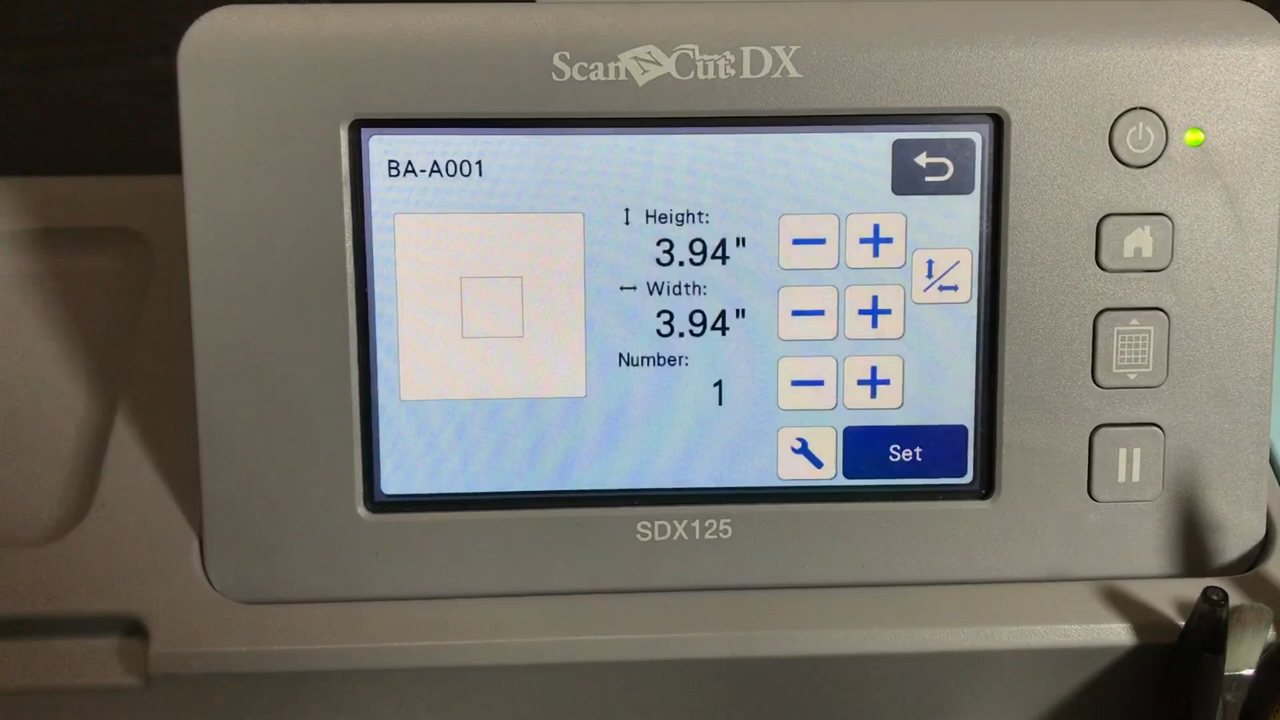 ScanNCut DX
BA-A001
Height:
3.94"
Width:
3.94"
Number:
1
Set
SDX125